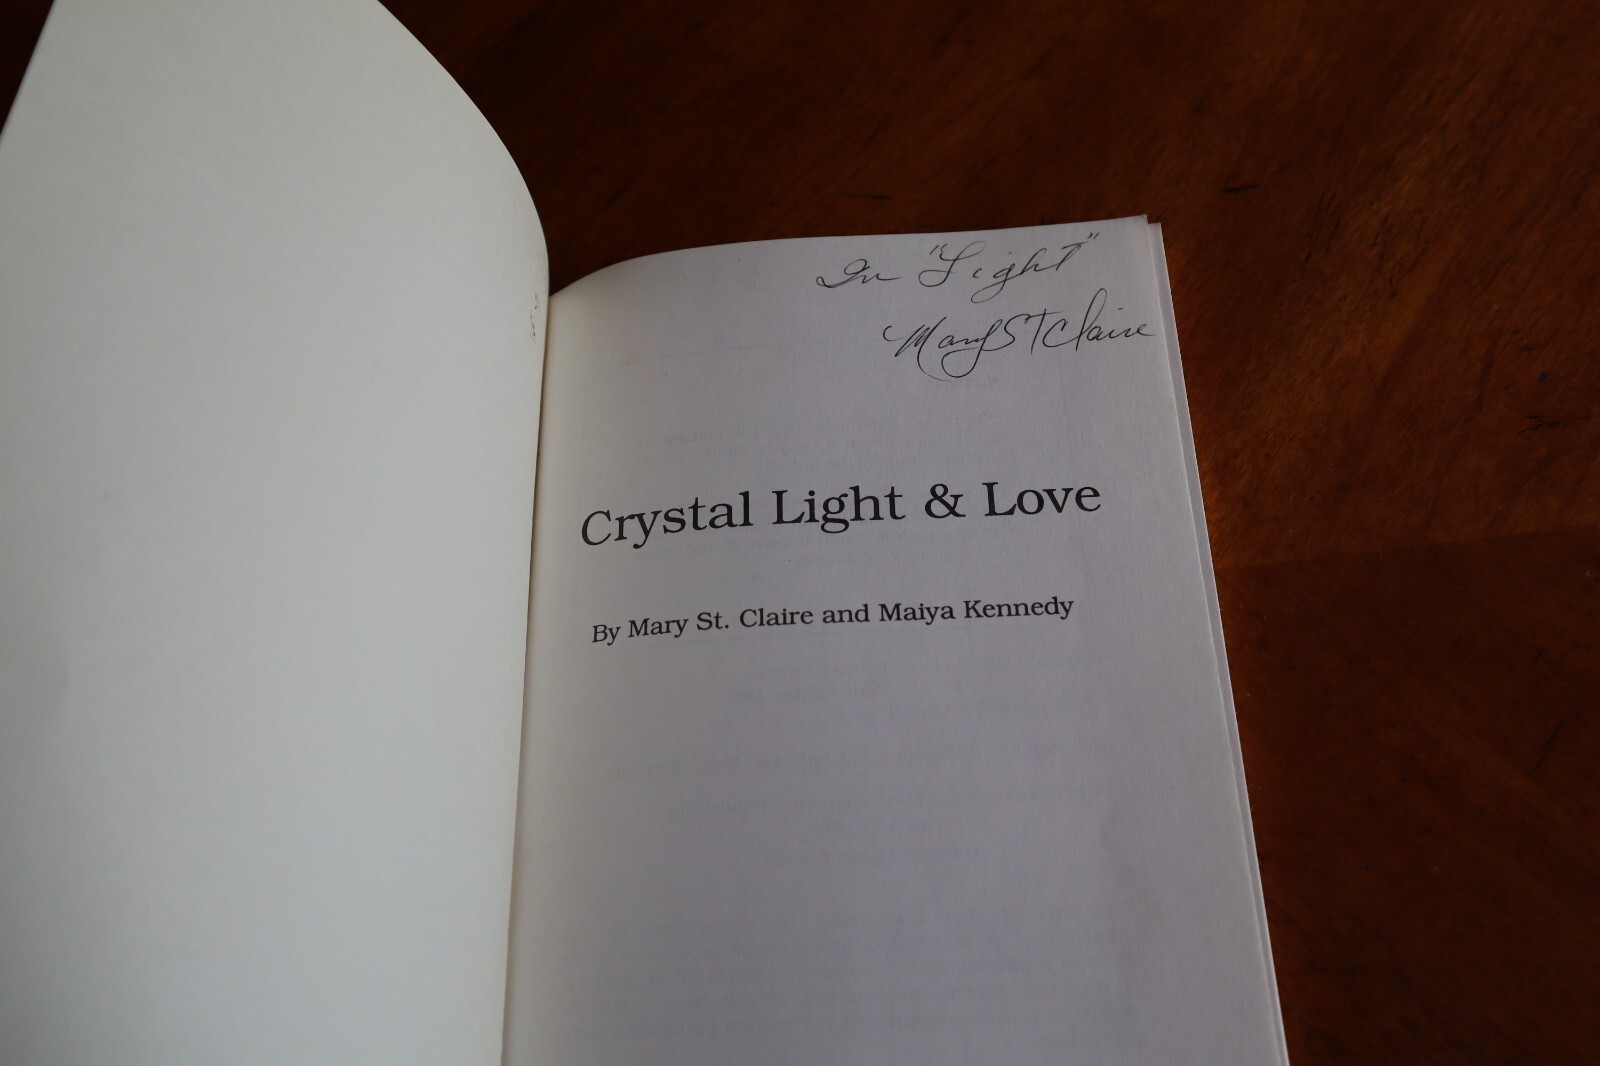 In "Light"
Mary St Claire
Crystal Light & Love
By Mary St. Claire and Maiya Kennedy